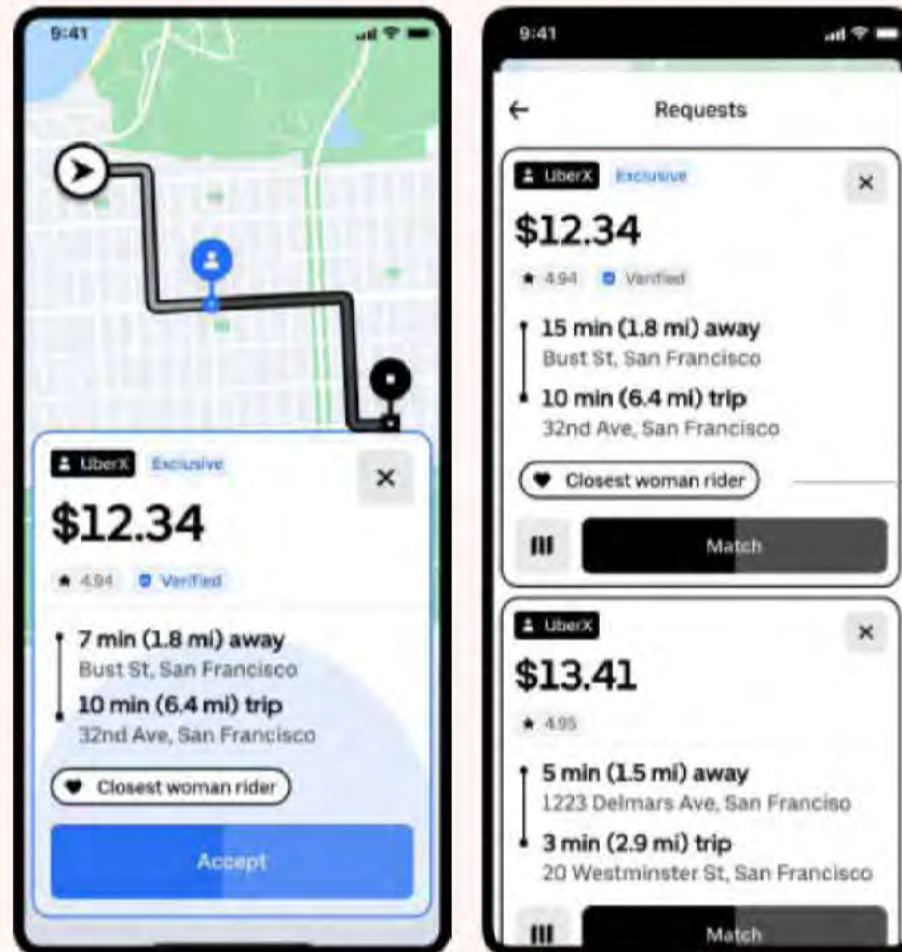 9:41
UberX Exclusive
$12.34
4.94 Verified
7 min (1.8 mi) away
Bust St, San Francisco
10 min (6.4 mi) trip
32nd Ave, San Francisco
Closest woman rider
Accept
9:41
Requests
UberX Exclusive
$12.34
4.94 Verified
15 min (1.8 mi) away
Bust St, San Francisco
10 min (6.4 mi) trip
32nd Ave, San Francisco
Closest woman rider
Match
UberX
$13.41
4.95
5 min (1.5 mi) away
1223 Delmars Ave, San Franciso
3 min (2.9 mi) trip
20 Westminster St, San Francisco
Match